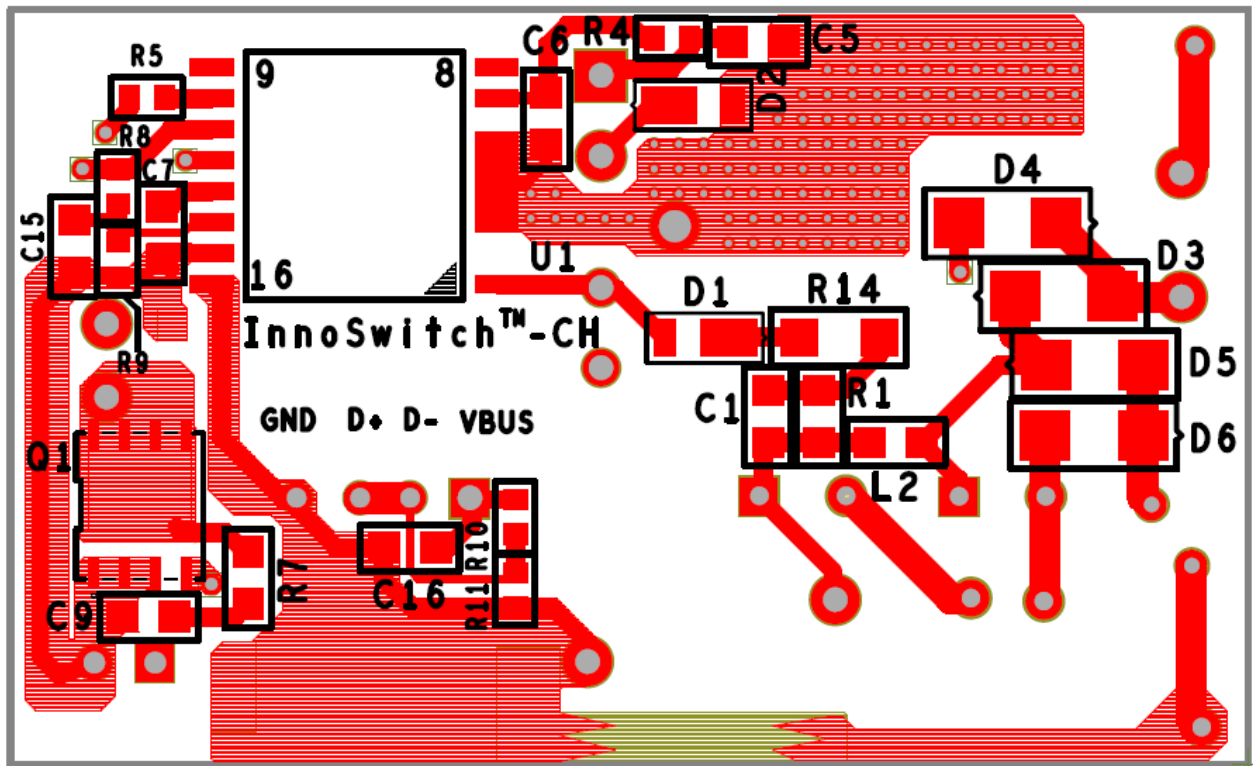 R4
C5
C6
R5
9
8
D2
R8
C7
D4
C15
16
U1
D3
D1
R14
InnoSwitch™-CH
R9
D5
C1
R1
GND D+ D- VBUS
Q1
D6
L2
R10
R7
C16
R11
C9